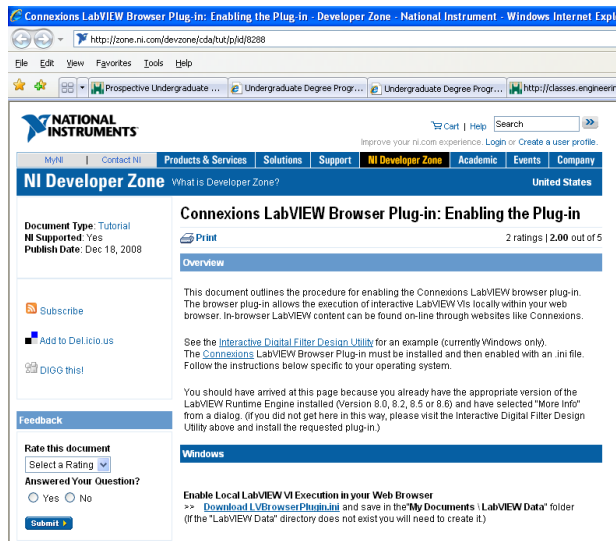 Connexions LabVIEW Browser Plug-in: Enabling the Plug-in - Developer Zone - National Instrument - Windows Internet Expl
http://zone.ni.com/devzone/cda/tut/p/id/8288
File Edit View Favorites Tools Help
Prospective Undergraduate ... Undergraduate Degree Progr... Undergraduate Degree Progr... http://classes.engineerin
NATIONAL INSTRUMENTS
Cart | Help Search
Improve your ni.com experience. Login or Create a user profile.
MyNI | Contact NI Products & Services Solutions Support NI Developer Zone Academic Events Company
NI Developer Zone What is Developer Zone? United States
Connexions LabVIEW Browser Plug-in: Enabling the Plug-in
Document Type: Tutorial
NI Supported: Yes
Publish Date: Dec 18, 2008
Print 2 ratings | 2.00 out of 5
Overview
This document outlines the procedure for enabling the Connexions LabVIEW browser plug-in.
The browser plug-in allows the execution of interactive LabVIEW VIs locally within your web
browser. In-browser LabVIEW content can be found on-line through websites like Connexions.
Subscribe
Add to Del.icio.us
DIGG this!
See the Interactive Digital Filter Design Utility for an example (currently Windows only).
The Connexions LabVIEW Browser Plug-in must be installed and then enabled with an .ini file.
Follow the instructions below specific to your operating system.
You should have arrived at this page because you already have the appropriate version of the
LabVIEW Runtime Engine installed (Version 8.0, 8.2, 8.5 or 8.6) and have selected "More Info"
from a dialog. (if you did not get here in this way, please visit the Interactive Digital Filter Design
Utility above and install the requested plug-in.)
Feedback
Rate this document
Select a Rating
Answered Your Question?
Yes No
Submit
Windows
Enable Local LabVIEW VI Execution in your Web Browser
>> Download LVBrowserPlugin.ini and save in the"My Documents \ LabVIEW Data" folder
(If the "LabVIEW Data" directory does not exist you will need to create it.)